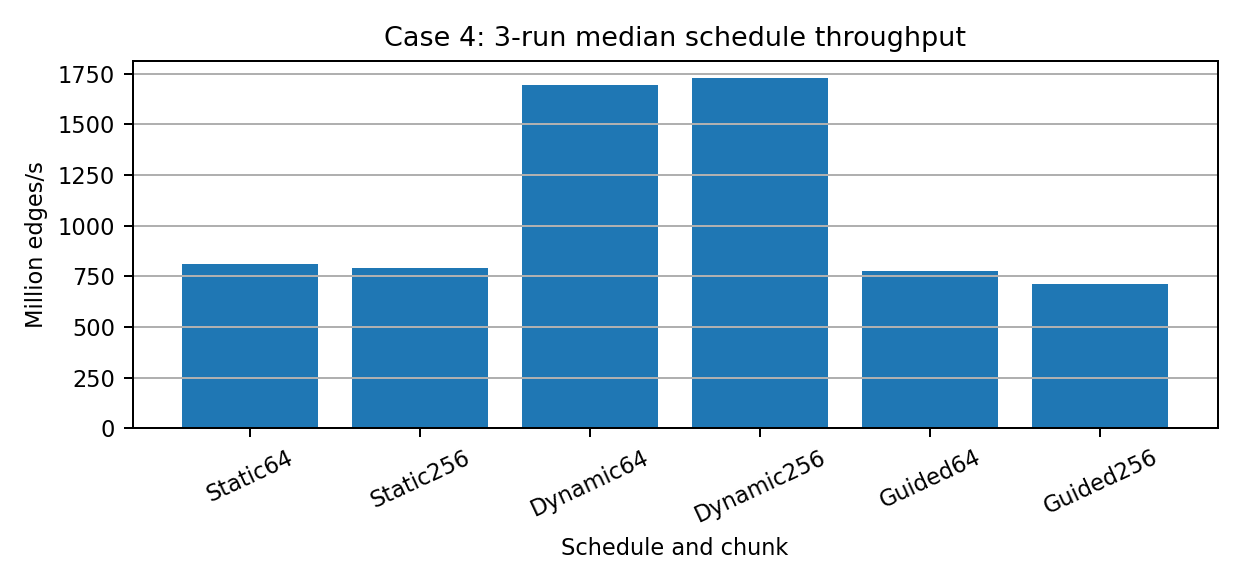 Case 4: 3-run median schedule throughput
Million edges/s
1750
1500
1250
1000
750
500
250
0
Static64
Static256
Dynamic64
Dynamic256
Guided64
Guided256
Schedule and chunk